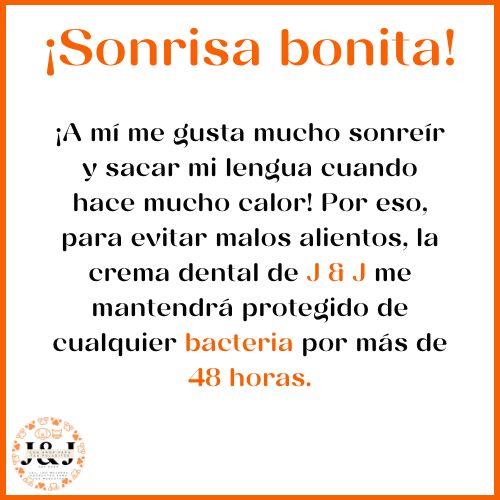 ¡Sonrisa bonita!
¡A mí me gusta mucho sonreír
y sacar mi lengua cuando
hace mucho calor! Por eso,
para evitar malos alientos, la
crema dental de J & J me
mantendrá protegido de
cualquier bacteria por más de
48 horas.
J&J